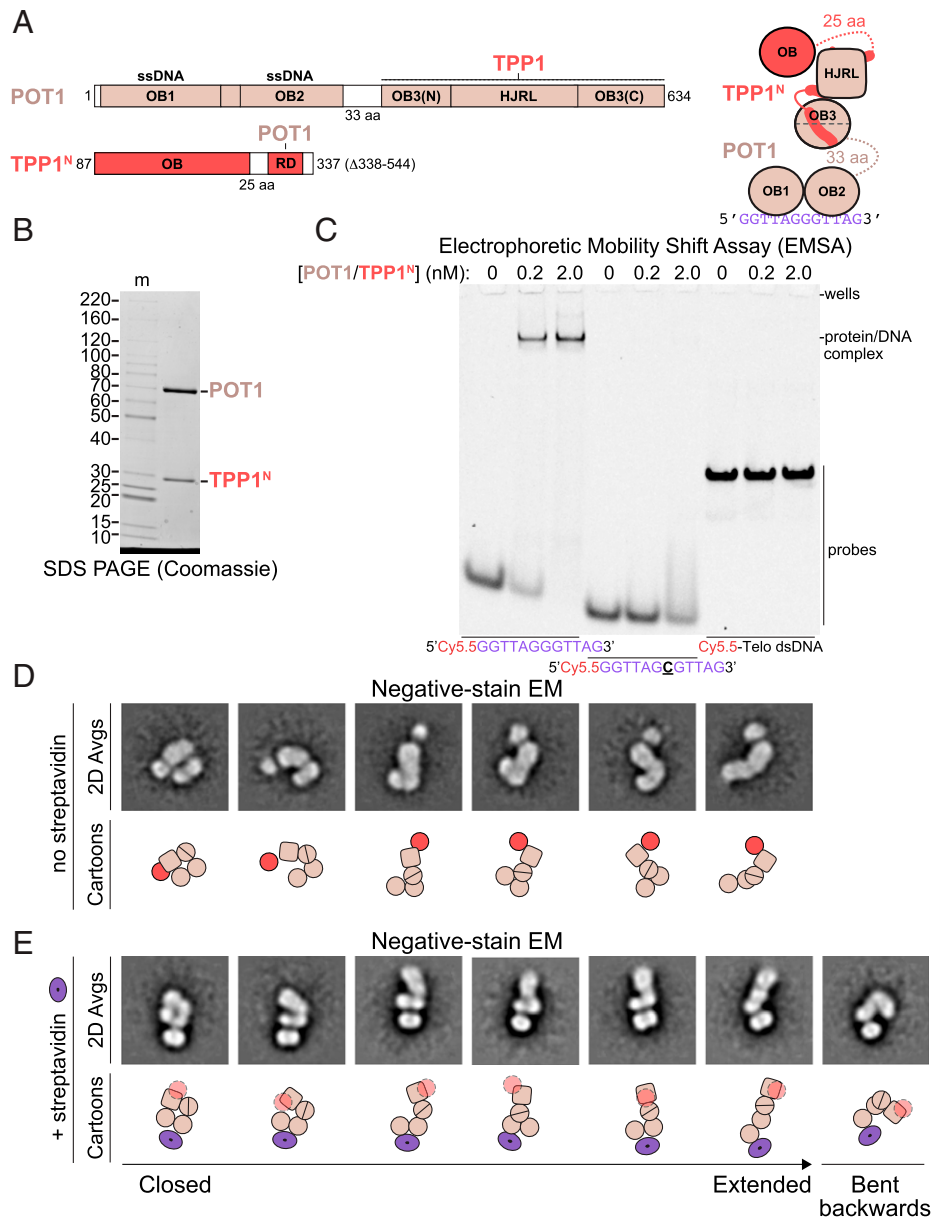 A
ssDNA ssDNA TPP1
POT1 1 OB1 OB2 OB3(N) HJRL OB3(C) 634
33 aa
POT1
TPP1ᴺ 87 OB RD 337 (Δ338-544)
25 aa
25 aa
OB
HJRL
TPP1ᴺ
OB3
POT1
33 aa
OB1 OB2
5'GGTTAGGGTTAG3'
B
m
220
160
120
100
80
70
60
50
40
30
25
20
15
10
POT1
TPP1ᴺ
SDS PAGE (Coomassie)
C
Electrophoretic Mobility Shift Assay (EMSA)
[POT1/TPP1ᴺ] (nM): 0 0.2 2.0 0 0.2 2.0 0 0.2 2.0
wells
protein/DNA
complex
probes
5'Cy5.5GGTTAGGGTTAG3'
Cy5.5-Telo dsDNA
5'Cy5.5GGTTAGCGTTAG3'
D
Negative-stain EM
no streptavidin
2D Avgs
Cartoons
E
Negative-stain EM
+ streptavidin
2D Avgs
Cartoons
Closed Extended Bent
backwards